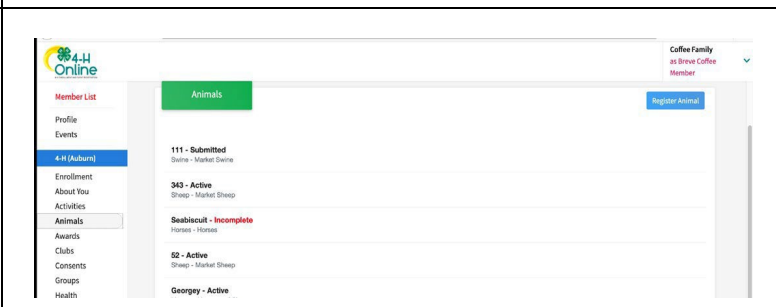 4-H
Online
Coffee Family
as Breve Coffee
Member
Member List
Profile
Events
4-H (Auburn)
Enrollment
About You
Activities
Animals
Awards
Clubs
Consents
Groups
Health
Animals
Register Animal
111 - Submitted
Swine - Market Swine
343 - Active
Sheep - Market Sheep
Seabiscuit - Incomplete
Horses - Horses
52 - Active
Sheep - Market Sheep
Georgey - Active